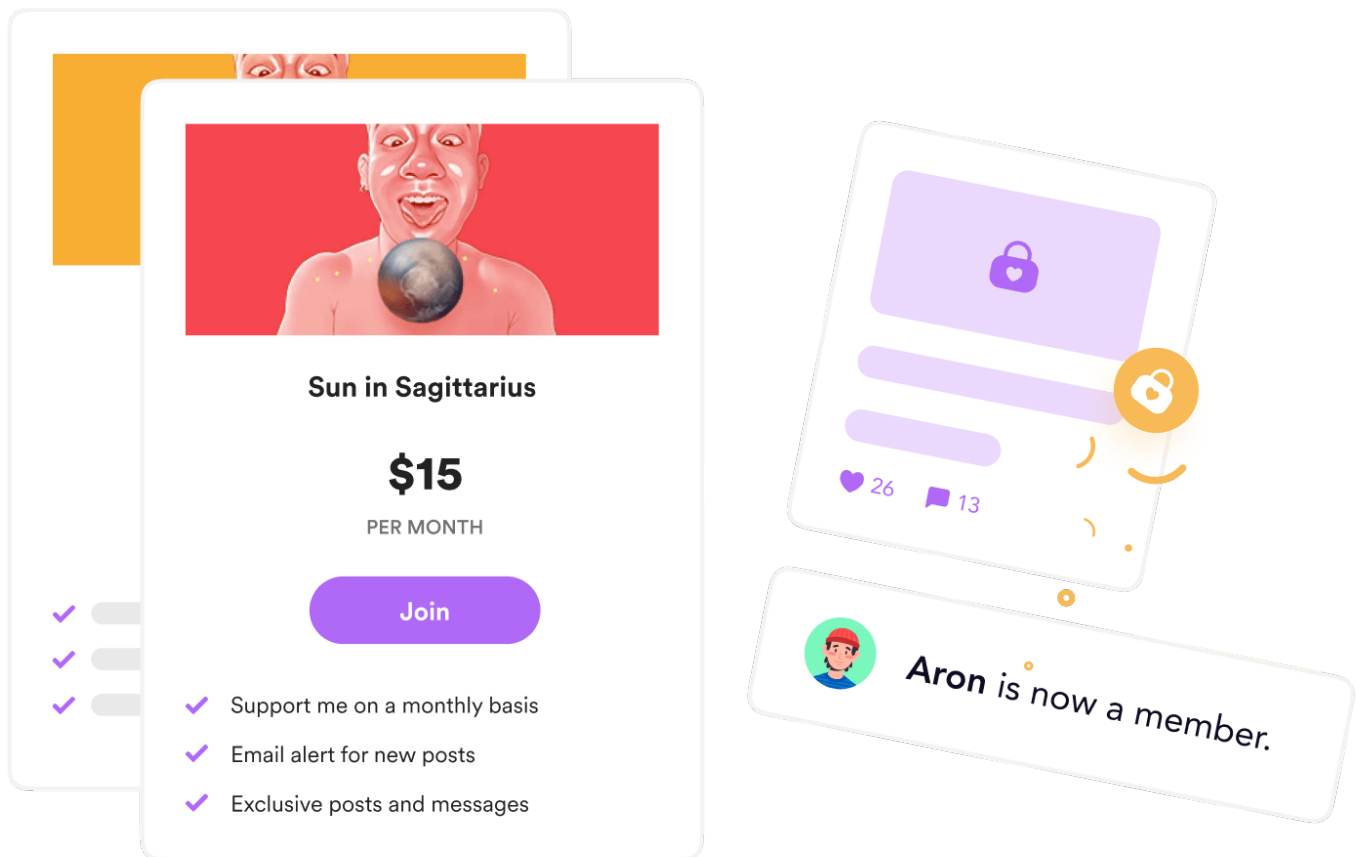 Sun in Sagittarius
$15
PER MONTH
Join
Support me on a monthly basis
Email alert for new posts
Exclusive posts and messages
26 13
Aron is now a member.